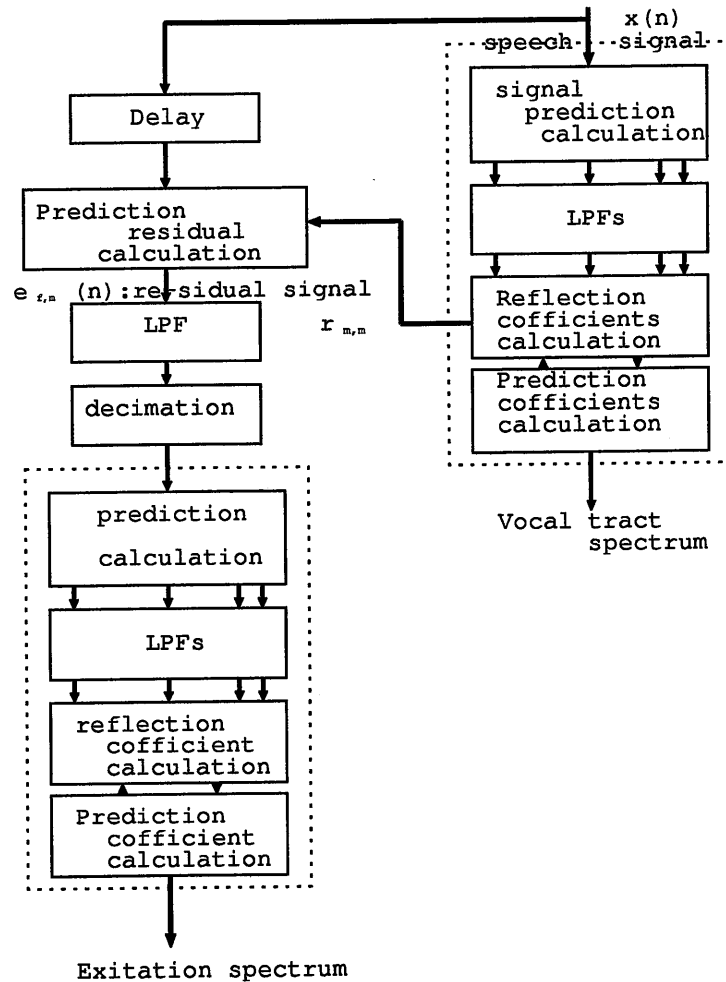 x(n)
speech signal
signal
prediction
calculation
Delay
LPFs
Prediction
residual
calculation
e f,m (n):residual signal
r m,m
Reflection
cofficients
calculation
LPF
Prediction
cofficients
calculation
decimation
Vocal tract
spectrum
prediction
calculation
LPFs
reflection
cofficient
calculation
Prediction
cofficient
calculation
Exitation spectrum